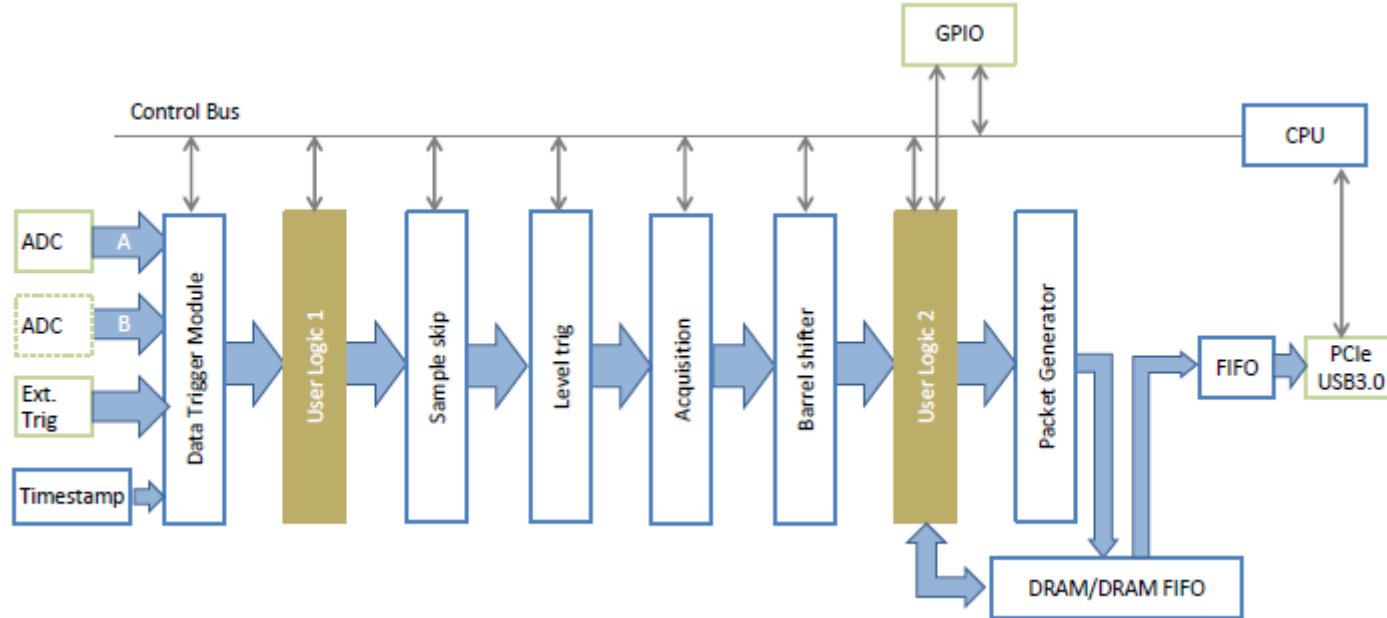 GPIO
Control Bus
CPU
ADC
A
ADC
B
Ext.
Trig
Timestamp
Data Trigger Module
User Logic 1
Sample skip
Level trig
Acquisition
Barrel shifter
User Logic 2
Packet Generator
FIFO
PCIe
USB3.0
DRAM/DRAM FIFO